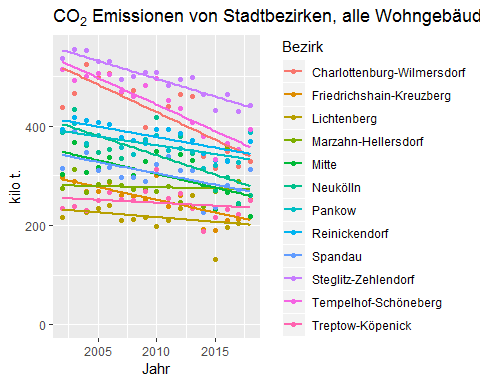 CO₂ Emissionen von Stadtbezirken, alle Wohngebäud
Bezirk
Charlottenburg-Wilmersdorf
Friedrichshain-Kreuzberg
Lichtenberg
Marzahn-Hellersdorf
Mitte
Neukölln
Pankow
Reinickendorf
Spandau
Steglitz-Zehlendorf
Tempelhof-Schöneberg
Treptow-Köpenick
kilo t.
400
200
0
2005
2010
2015
Jahr